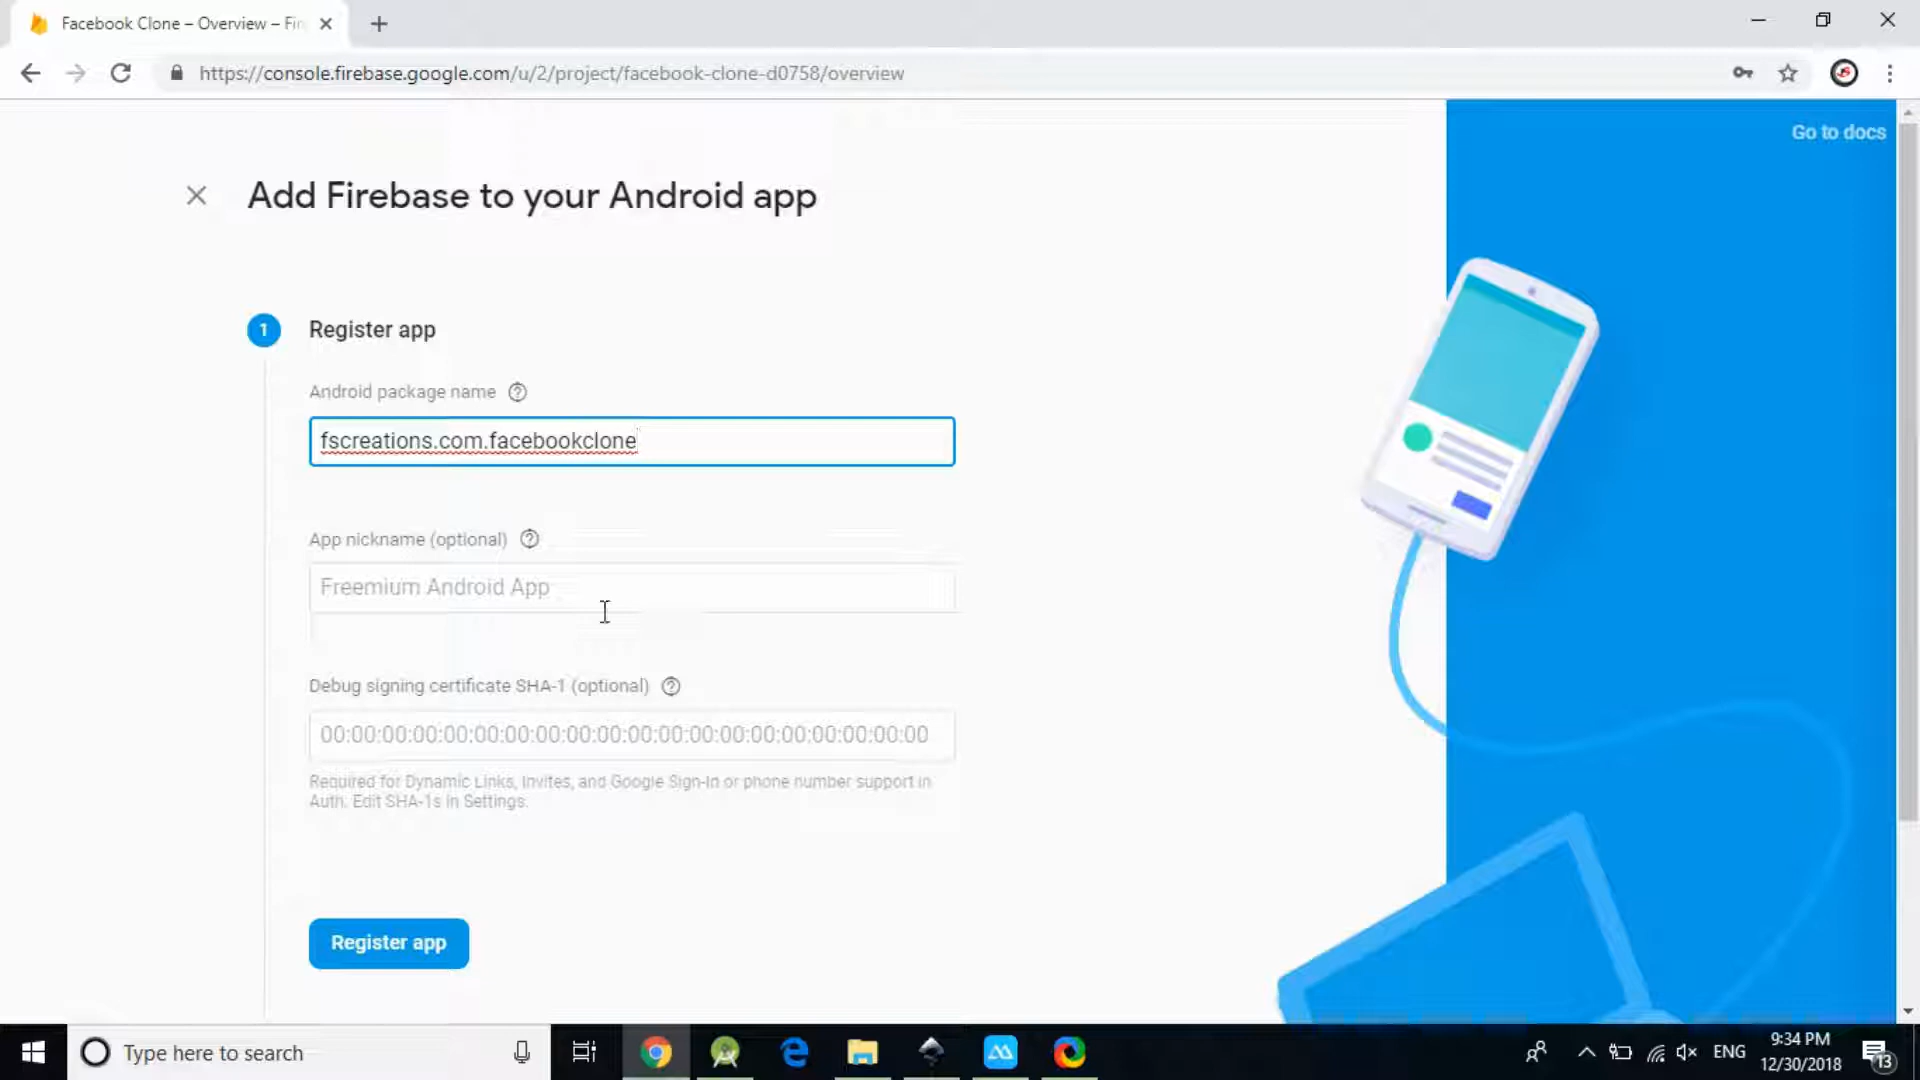 Facebook Clone – Overview – Fir
https://console.firebase.google.com/u/2/project/facebook-clone-d0758/overview
Go to docs
Add Firebase to your Android app
1 Register app
Android package name
fscreations.com.facebookclone
App nickname (optional)
Freemium Android App
Debug signing certificate SHA-1 (optional)
00:00:00:00:00:00:00:00:00:00:00:00:00:00:00:00:00:00:00:00
Required for Dynamic Links, Invites, and Google Sign-In or phone number support in
Auth. Edit SHA-1s in Settings.
Register app
Type here to search
ENG
9:34 PM
12/30/2018
13